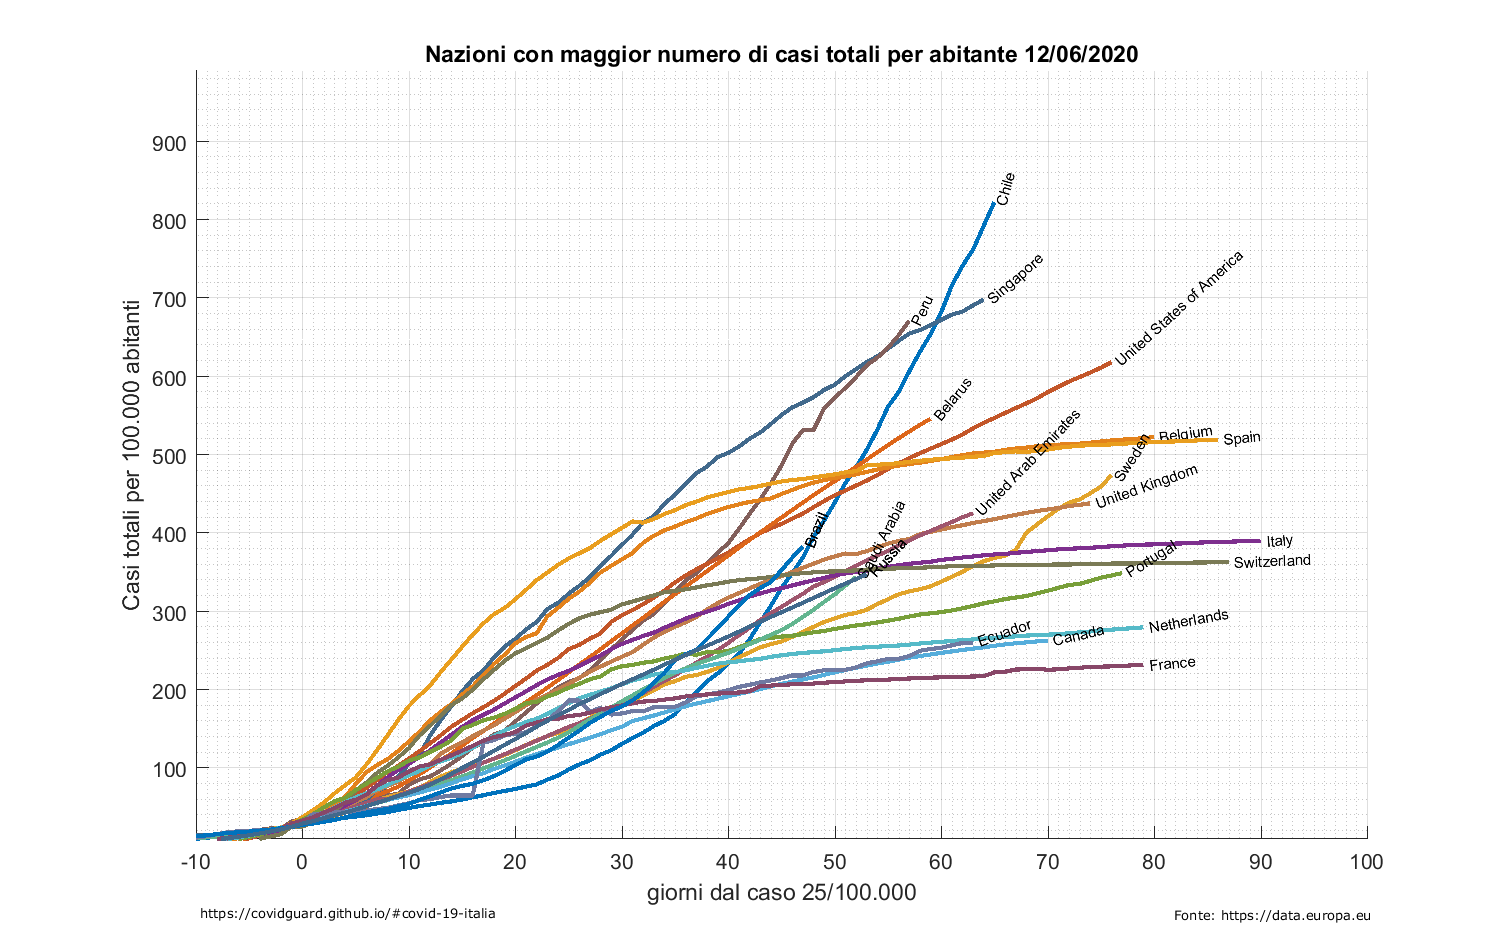 Nazioni con maggior numero di casi totali per abitante 12/06/2020
Casi totali per 100.000 abitanti
900
800
700
600
500
400
300
200
100
Chile
Singapore
Peru
United States of America
Belarus
Belgium
Spain
United Arab Emirates
Sweden
United Kingdom
Brazil
Saudi Arabia
Russia
Italy
Switzerland
Portugal
Netherlands
Ecuador
Canada
France
-10 0 10 20 30 40 50 60 70 80 90 100
giorni dal caso 25/100.000
https://covidguard.github.io/#covid-19-italia
Fonte: https://data.europa.eu